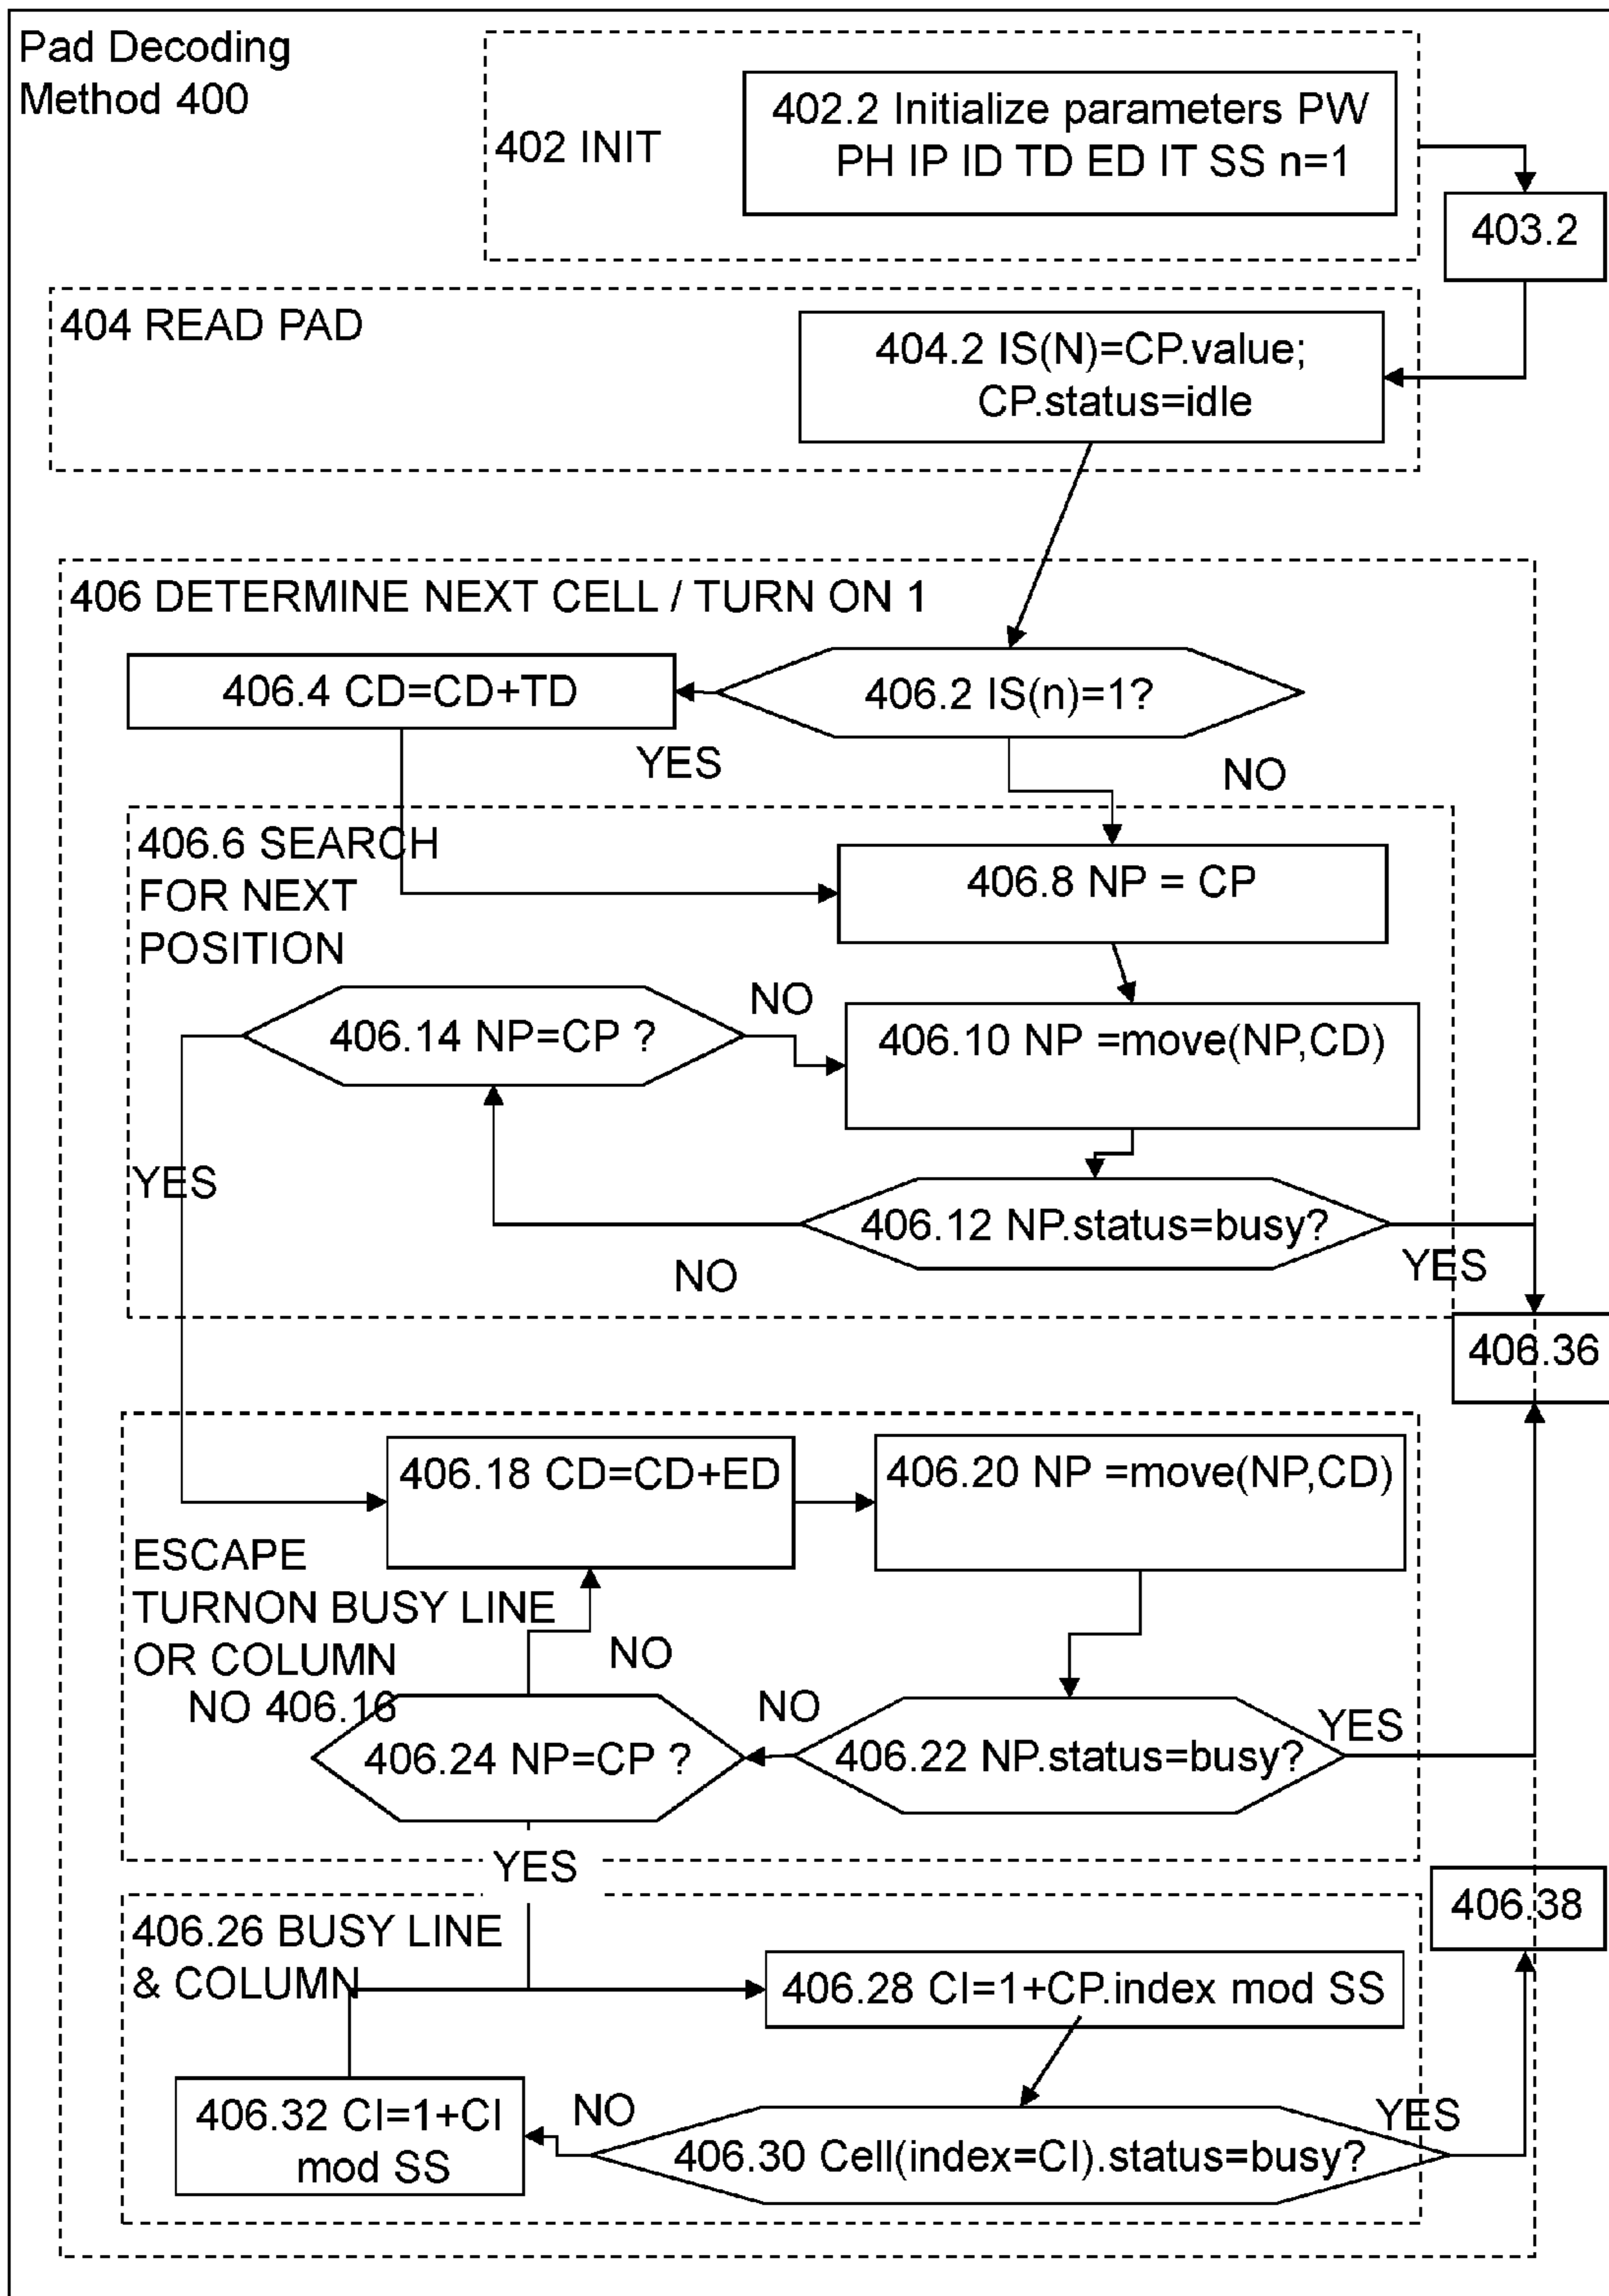 Pad Decoding
Method 400
402 INIT
402.2 Initialize parameters PW
PH IP ID TD ED IT SS n=1
403.2
404 READ PAD
404.2 IS(N)=CP.value;
CP.status=idle
406 DETERMINE NEXT CELL / TURN ON 1
406.4 CD=CD+TD
406.2 IS(n)=1?
YES
NO
406.6 SEARCH
FOR NEXT
POSITION
406.8 NP = CP
406.14 NP=CP ?
NO
406.10 NP =move(NP,CD)
YES
406.12 NP.status=busy?
NO
YES
406.36
406.18 CD=CD+ED
406.20 NP =move(NP,CD)
ESCAPE
TURNON BUSY LINE
OR COLUMN
NO 406.16
NO
406.24 NP=CP ?
NO
406.22 NP.status=busy?
YES
YES
406.38
406.26 BUSY LINE
& COLUMN
406.28 CI=1+CP.index mod SS
406.32 CI=1+CI
mod SS
NO
406.30 Cell(index=CI).status=busy?
YES